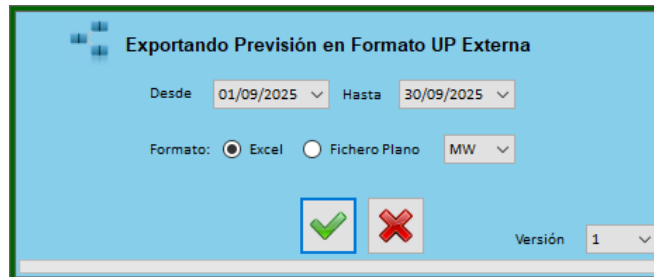 Exportando Previsión en Formato UP Externa
Desde 01/09/2025 Hasta 30/09/2025
Formato: Excel Fichero Plano MW
Versión 1